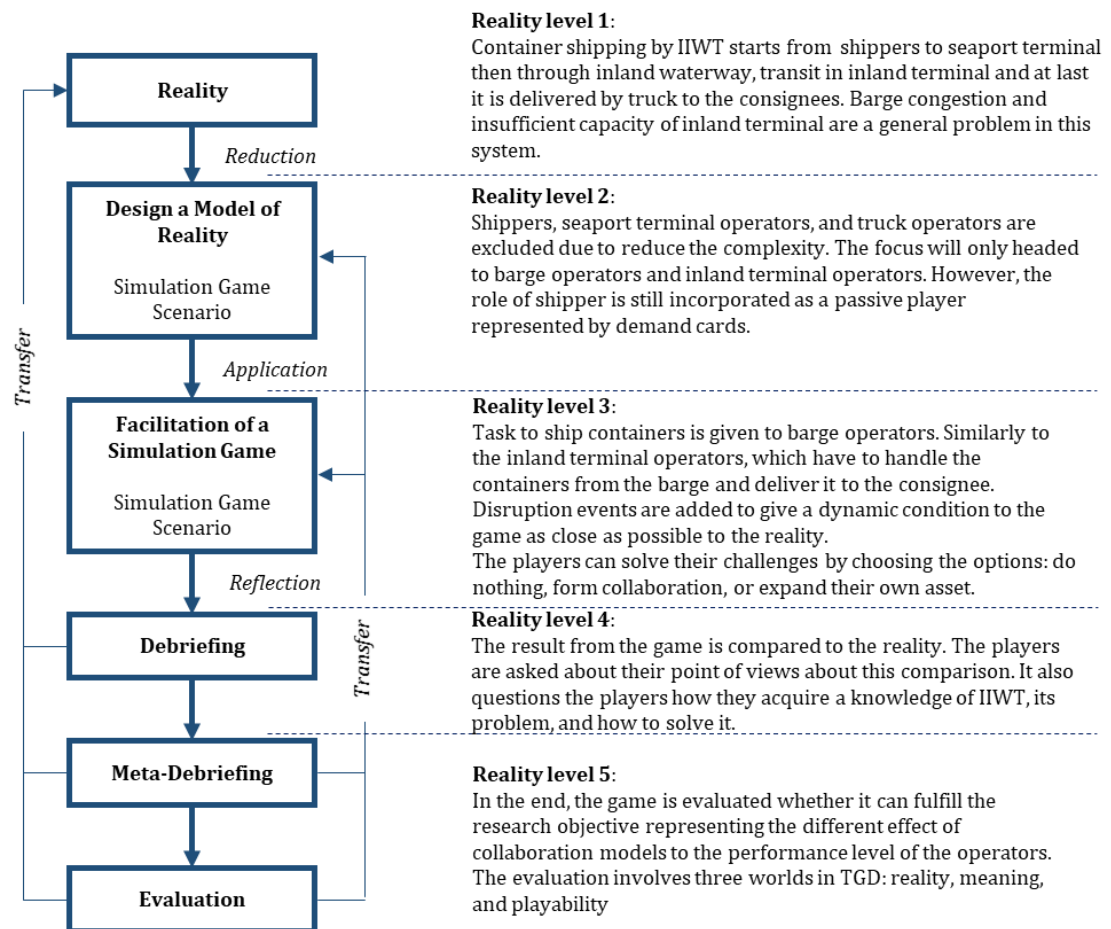 Reality
Reduction
Design a Model of
Reality
Simulation Game
Scenario
Application
Facilitation of a
Simulation Game
Simulation Game
Scenario
Reflection
Debriefing
Meta-Debriefing
Evaluation
Transfer
Transfer
Reality level 1:
Container shipping by IIWT starts from shippers to seaport terminal
then through inland waterway, transit in inland terminal and at last
it is delivered by truck to the consignees. Barge congestion and
insufficient capacity of inland terminal are a general problem in this
system.
Reality level 2:
Shippers, seaport terminal operators, and truck operators are
excluded due to reduce the complexity. The focus will only headed
to barge operators and inland terminal operators. However, the
role of shipper is still incorporated as a passive player
represented by demand cards.
Reality level 3:
Task to ship containers is given to barge operators. Similarly to
the inland terminal operators, which have to handle the
containers from the barge and deliver it to the consignee.
Disruption events are added to give a dynamic condition to the
game as close as possible to the reality.
The players can solve their challenges by choosing the options: do
nothing, form collaboration, or expand their own asset.
Reality level 4:
The result from the game is compared to the reality. The players
are asked about their point of views about this comparison. It also
questions the players how they acquire a knowledge of IIWT, its
problem, and how to solve it.
Reality level 5:
In the end, the game is evaluated whether it can fulfill the
research objective representing the different effect of
collaboration models to the performance level of the operators.
The evaluation involves three worlds in TGD: reality, meaning,
and playability